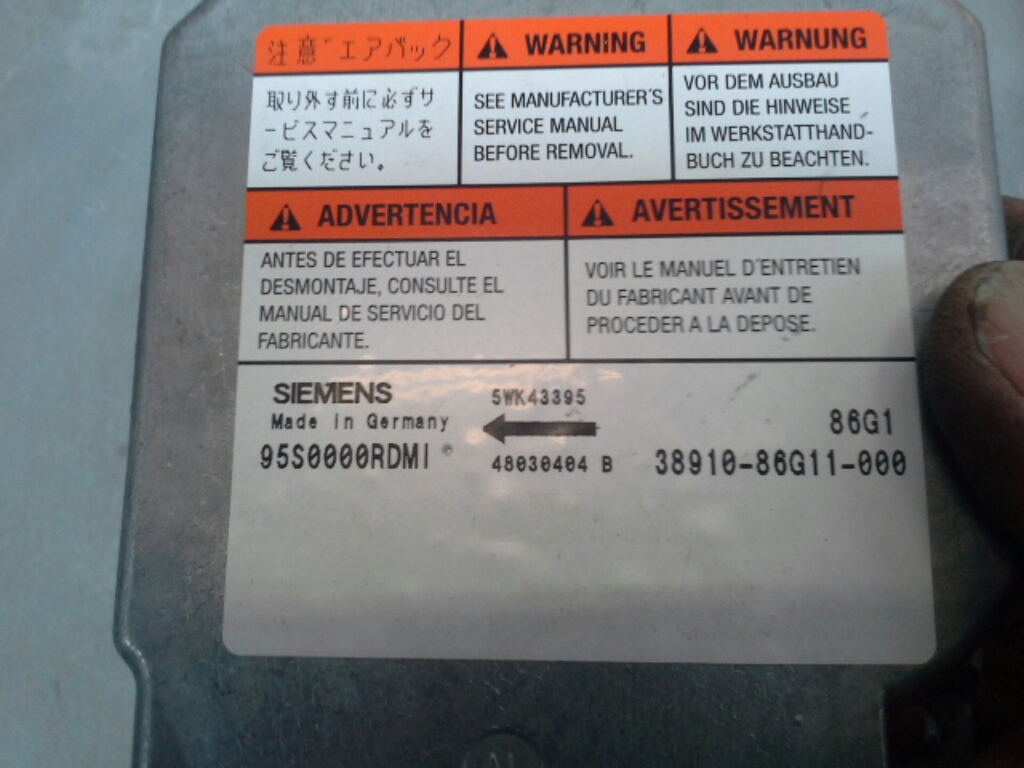 注意-エアバック
取り外す前に必ずサ
ービスマニュアルを
ご覧ください。
WARNING
SEE MANUFACTURER'S
SERVICE MANUAL
BEFORE REMOVAL.
WARNUNG
VOR DEM AUSBAU
SIND DIE HINWEISE
IM WERKSTATTHAND-
BUCH ZU BEACHTEN.
ADVERTENCIA
ANTES DE EFECTUAR EL
DESMONTAJE, CONSULTE EL
MANUAL DE SERVICIO DEL
FABRICANTE.
AVERTISSEMENT
VOIR LE MANUEL D'ENTRETIEN
DU FABRICANT AVANT DE
PROCEDER A LA DEPOSE.
SIEMENS 5WK43395
Made in Germany 86G1
95S0000RDMI 48030404 B 38910-86G11-000